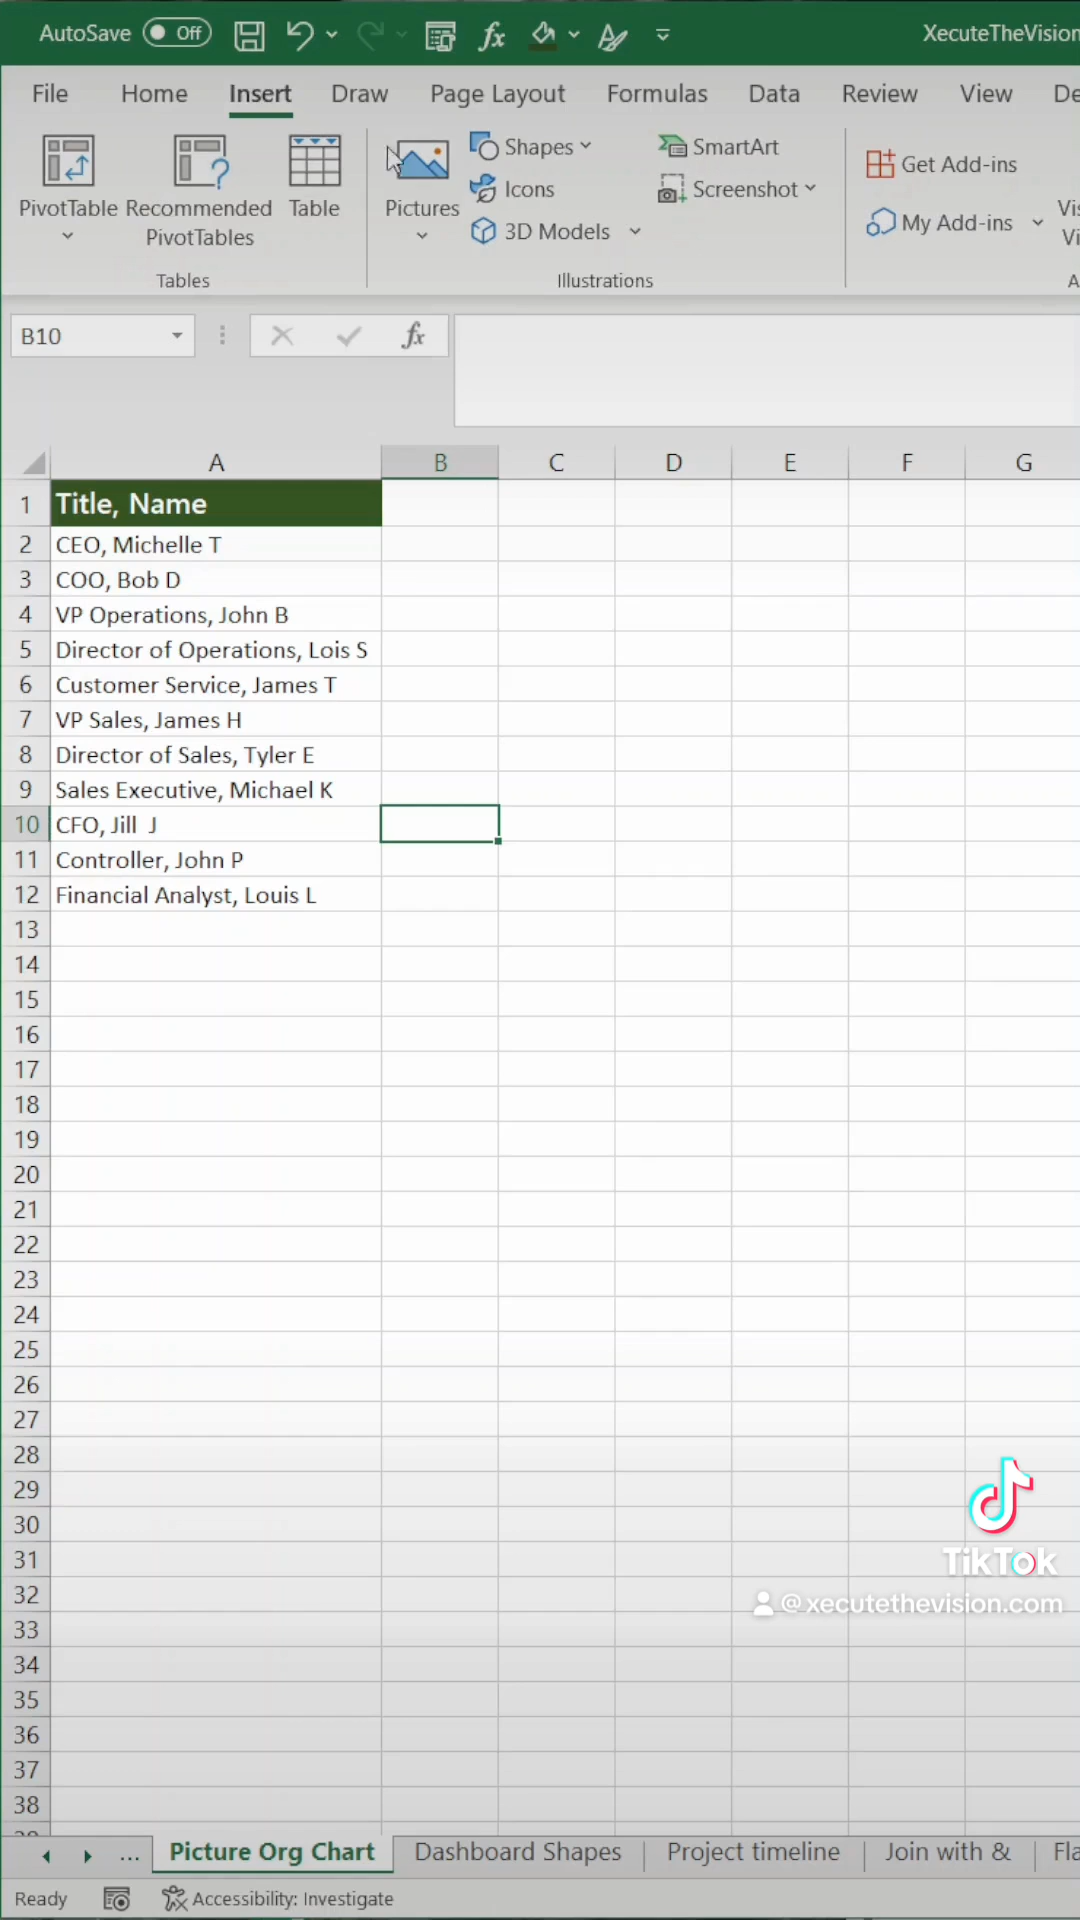 AutoSave Off XecuteTheVision
File Home Insert Draw Page Layout Formulas Data Review View De
PivotTable
Recommended
PivotTables
Table
Tables
Pictures
Shapes
Icons
3D Models
SmartArt
Screenshot
Illustrations
Get Add-ins
My Add-ins
Vis
Vi
A
B10
fx
A B C D E F G
1 Title, Name
2 CEO, Michelle T
3 COO, Bob D
4 VP Operations, John B
5 Director of Operations, Lois S
6 Customer Service, James T
7 VP Sales, James H
8 Director of Sales, Tyler E
9 Sales Executive, Michael K
10 CFO, Jill  J
11 Controller, John P
12 Financial Analyst, Louis L
13
14
15
16
17
18
19
20
21
22
23
24
25
26
27
28
29
30
31
32
33
34
35
36
37
38
TikTok
@xecutethevision.com
... Picture Org Chart Dashboard Shapes Project timeline Join with & Fla
Ready Accessibility: Investigate